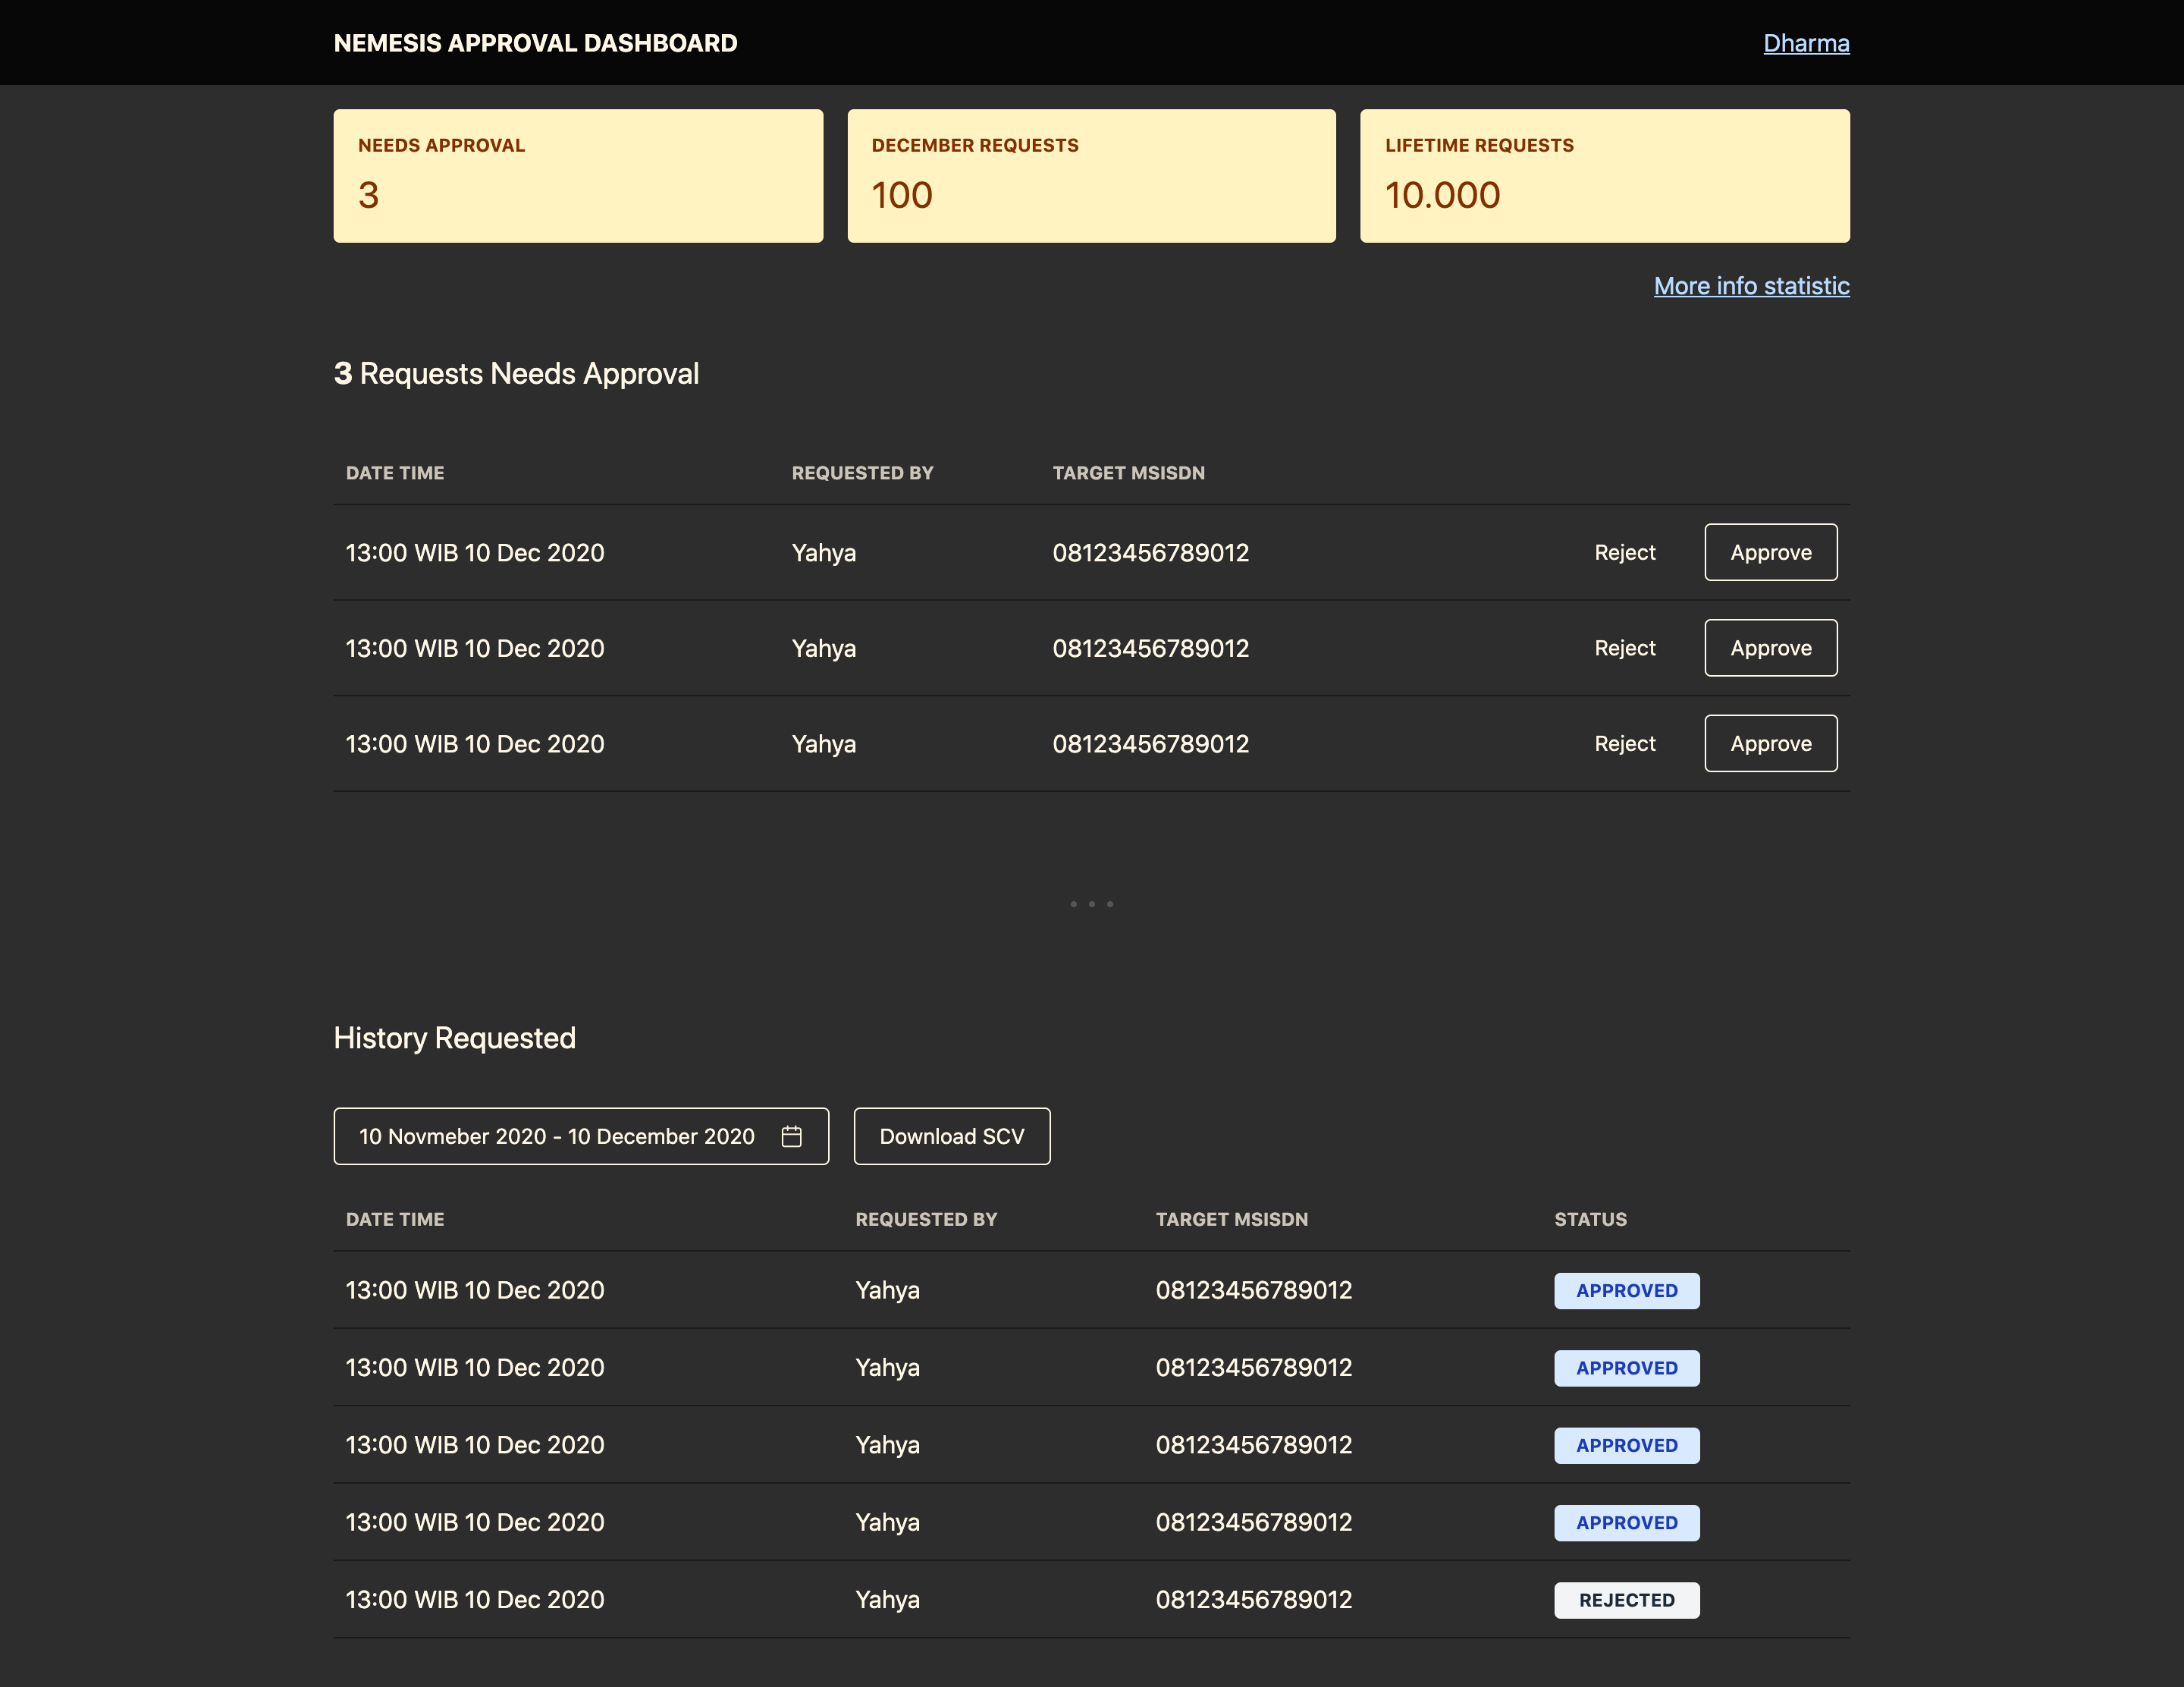 NEMESIS APPROVAL DASHBOARD Dharma
NEEDS APPROVAL DECEMBER REQUESTS LIFETIME REQUESTS
3 100 10.000
More info statistic
3 Requests Needs Approval
DATE TIME REQUESTED BY TARGET MSISDN
13:00 WIB 10 Dec 2020 Yahya 08123456789012 Reject Approve
13:00 WIB 10 Dec 2020 Yahya 08123456789012 Reject Approve
13:00 WIB 10 Dec 2020 Yahya 08123456789012 Reject Approve
History Requested
10 Novmeber 2020 - 10 December 2020 Download SCV
DATE TIME REQUESTED BY TARGET MSISDN STATUS
13:00 WIB 10 Dec 2020 Yahya 08123456789012 APPROVED
13:00 WIB 10 Dec 2020 Yahya 08123456789012 APPROVED
13:00 WIB 10 Dec 2020 Yahya 08123456789012 APPROVED
13:00 WIB 10 Dec 2020 Yahya 08123456789012 APPROVED
13:00 WIB 10 Dec 2020 Yahya 08123456789012 REJECTED